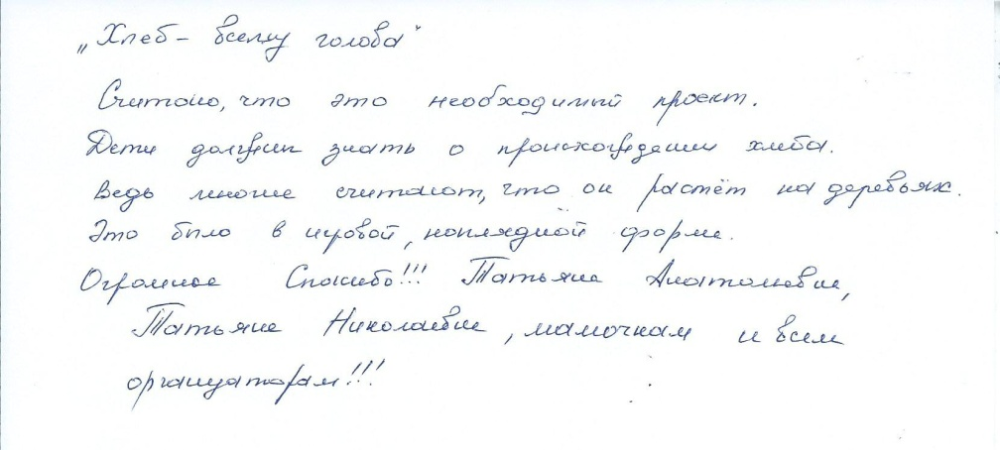 „Хлеб – всему голова"
Считаю, что это необходимый проект.
Дети должны знать о происхождении хлеба.
Ведь многие считают, что он растёт на деревьях.
Это было в игровой, наглядной форме.
Огромное Спасибо!!! Татьяне Анатольевне,
Татьяне Николаевне, мамочкам и всем
организаторам!!!